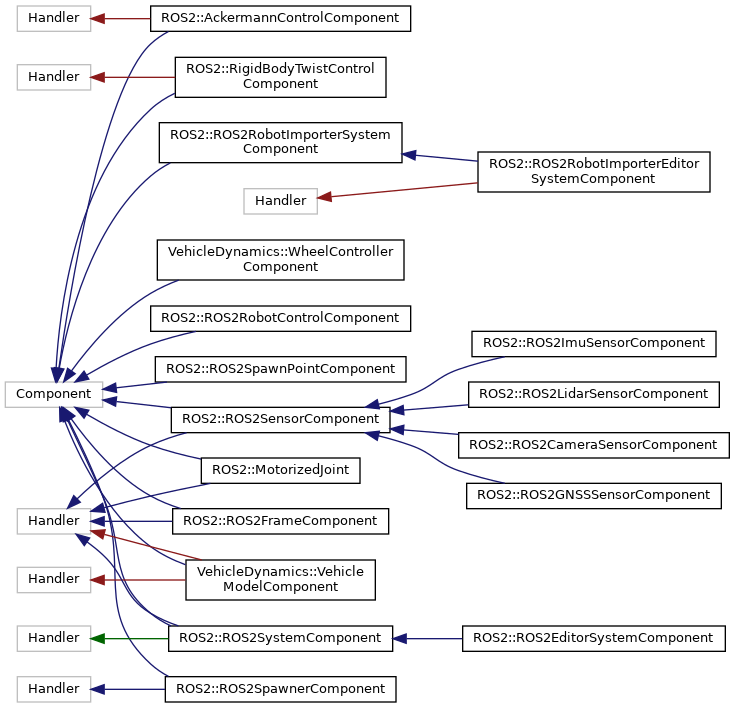 Handler
ROS2::AckermannControlComponent
Handler
ROS2::RigidBodyTwistControl
Component
ROS2::ROS2RobotImporterSystem
Component
ROS2::ROS2RobotImporterEditor
SystemComponent
Handler
VehicleDynamics::WheelController
Component
ROS2::ROS2RobotControlComponent
ROS2::ROS2ImuSensorComponent
ROS2::ROS2SpawnPointComponent
Component
ROS2::ROS2LidarSensorComponent
ROS2::ROS2SensorComponent
ROS2::ROS2CameraSensorComponent
ROS2::MotorizedJoint
ROS2::ROS2GNSSSensorComponent
Handler
ROS2::ROS2FrameComponent
Handler
VehicleDynamics::Vehicle
ModelComponent
Handler
ROS2::ROS2SystemComponent
ROS2::ROS2EditorSystemComponent
Handler
ROS2::ROS2SpawnerComponent